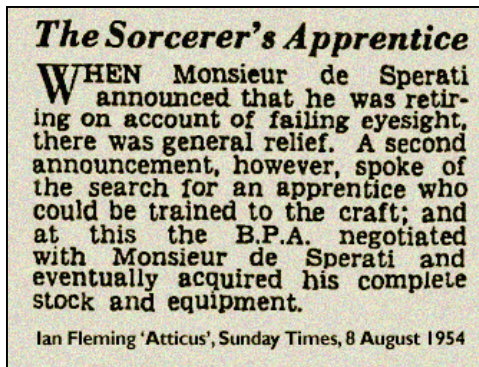 The Sorcerer's Apprentice
WHEN Monsieur de Sperati
announced that he was retir-
ing on account of failing eyesight,
there was general relief. A second
announcement, however, spoke of
the search for an apprentice who
could be trained to the craft; and
at this the B.P.A. negotiated
with Monsieur de Sperati and
eventually acquired his complete
stock and equipment.
Ian Fleming 'Atticus', Sunday Times, 8 August 1954